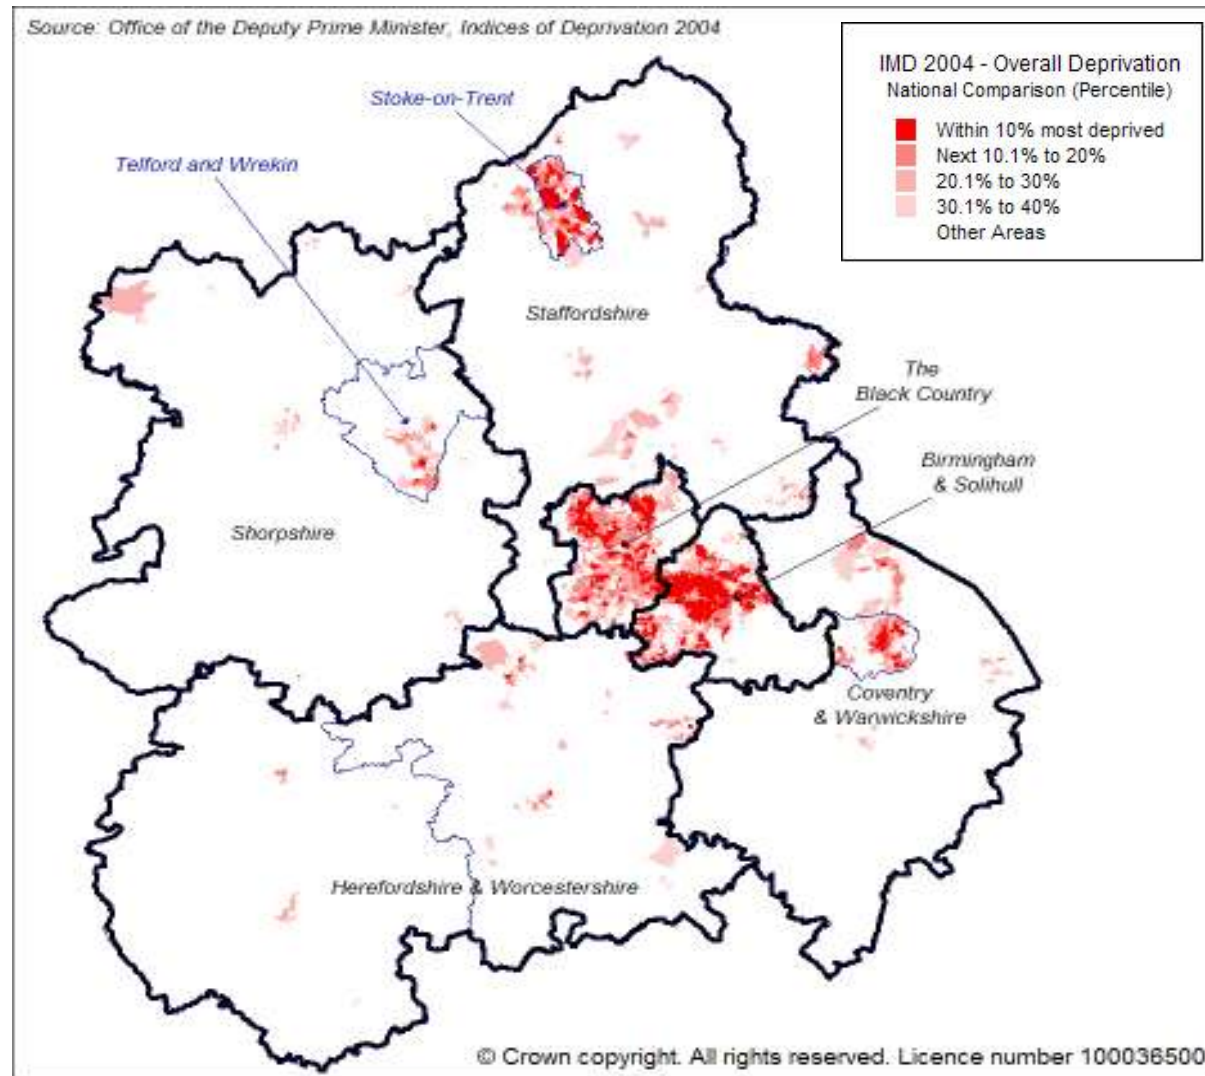 Source: Office of the Deputy Prime Minister, Indices of Deprivation 2004
IMD 2004 - Overall Deprivation
National Comparison (Percentile)
Within 10% most deprived
Next 10.1% to 20%
20.1% to 30%
30.1% to 40%
Other Areas
Stoke-on-Trent
Telford and Wrekin
Staffordshire
The
Black Country
Birmingham
& Solihull
Shorpshire
Coventry
& Warwickshire
Herefordshire & Worcestershire
© Crown copyright. All rights reserved. Licence number 100036500